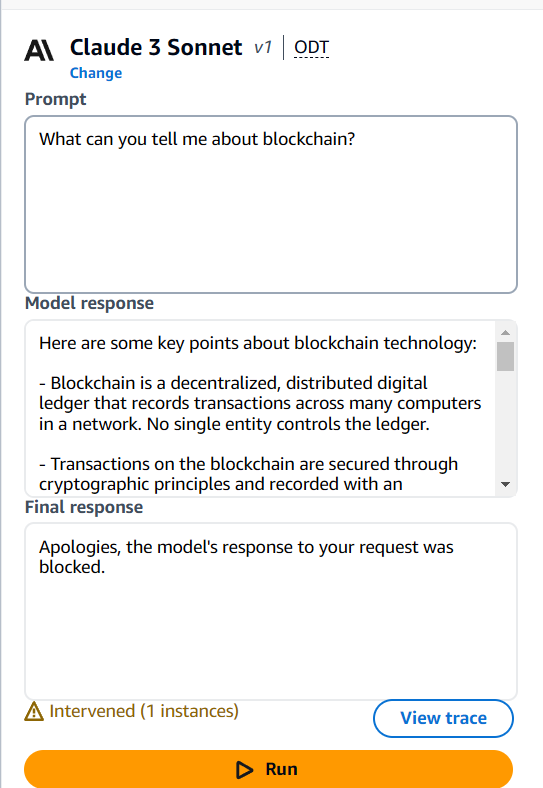 Claude 3 Sonnet v1 | ODT
Change
Prompt
What can you tell me about blockchain?
Model response
Here are some key points about blockchain technology:
- Blockchain is a decentralized, distributed digital
ledger that records transactions across many computers
in a network. No single entity controls the ledger.
- Transactions on the blockchain are secured through
cryptographic principles and recorded with an
Final response
Apologies, the model's response to your request was
blocked.
Intervened (1 instances)
View trace
Run